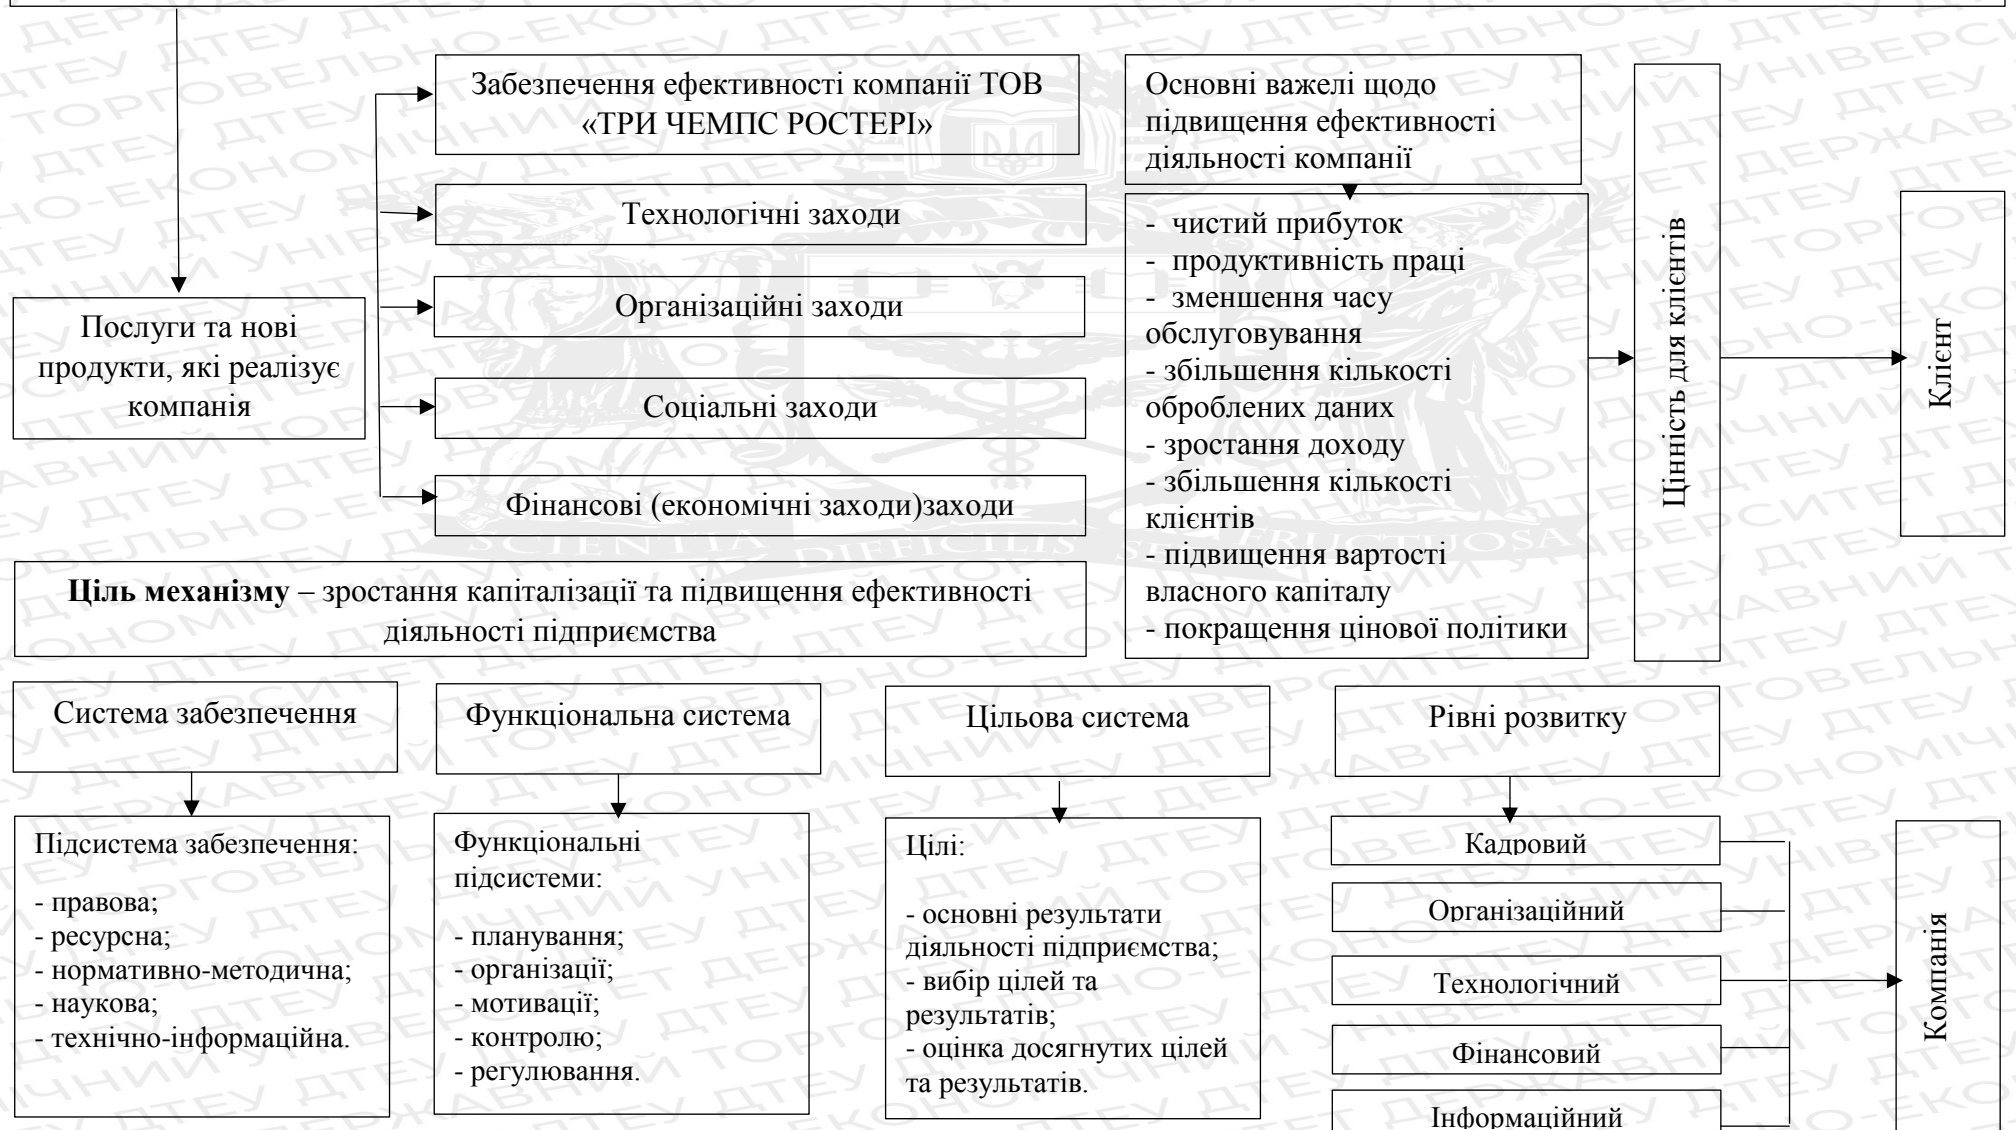 Забезпечення ефективності компанії ТОВ
«ТРИ ЧЕМПС РОСТЕРІ»
Технологічні заходи
Організаційні заходи
Соціальні заходи
Фінансові (економічні заходи)заходи
Послуги та нові
продукти, які реалізує
компанія
Основні важелі щодо
підвищення ефективності
діяльності компанії
- чистий прибуток
- продуктивність праці
- зменшення часу
обслуговування
- збільшення кількості
оброблених даних
- зростання доходу
- збільшення кількості
клієнтів
- підвищення вартості
власного капіталу
- покращення цінової політики
Цінність для клієнтів
Клієнт
Ціль механізму – зростання капіталізації та підвищення ефективності
діяльності підприємства
Система забезпечення
Функціональна система
Цільова система
Рівні розвитку
Підсистема забезпечення:
- правова;
- ресурсна;
- нормативно-методична;
- наукова;
- технічно-інформаційна.
Функціональні
підсистеми:
- планування;
- організації;
- мотивації;
- контролю;
- регулювання.
Цілі:
- основні результати
діяльності підприємства;
- вибір цілей та
результатів;
- оцінка досягнутих цілей
та результатів.
Кадровий
Організаційний
Технологічний
Фінансовий
Інформаційний
Компанія
SCIENTIA DIFFICILIS SED FRUCTUOSA